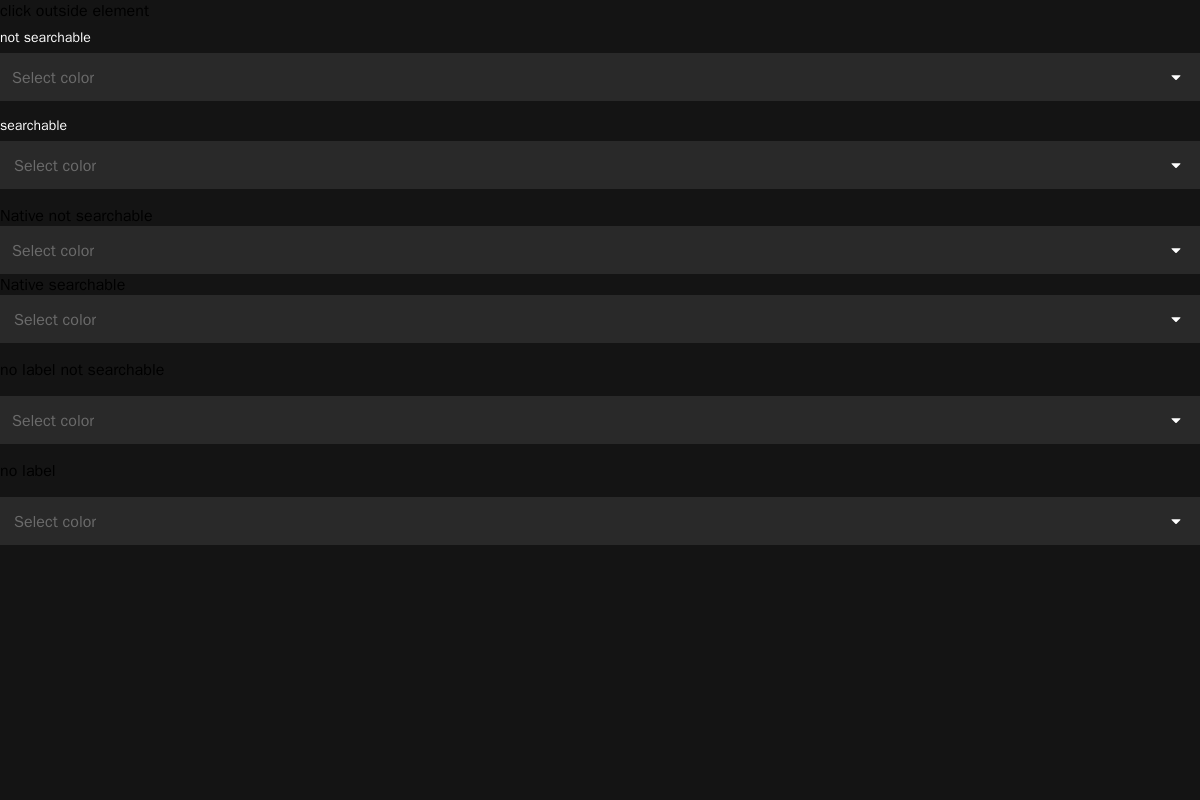 click outside element
not searchable
Select color
searchable
Select color
Native not searchable
Select color
Native searchable
Select color
no label not searchable
Select color
no label
Select color